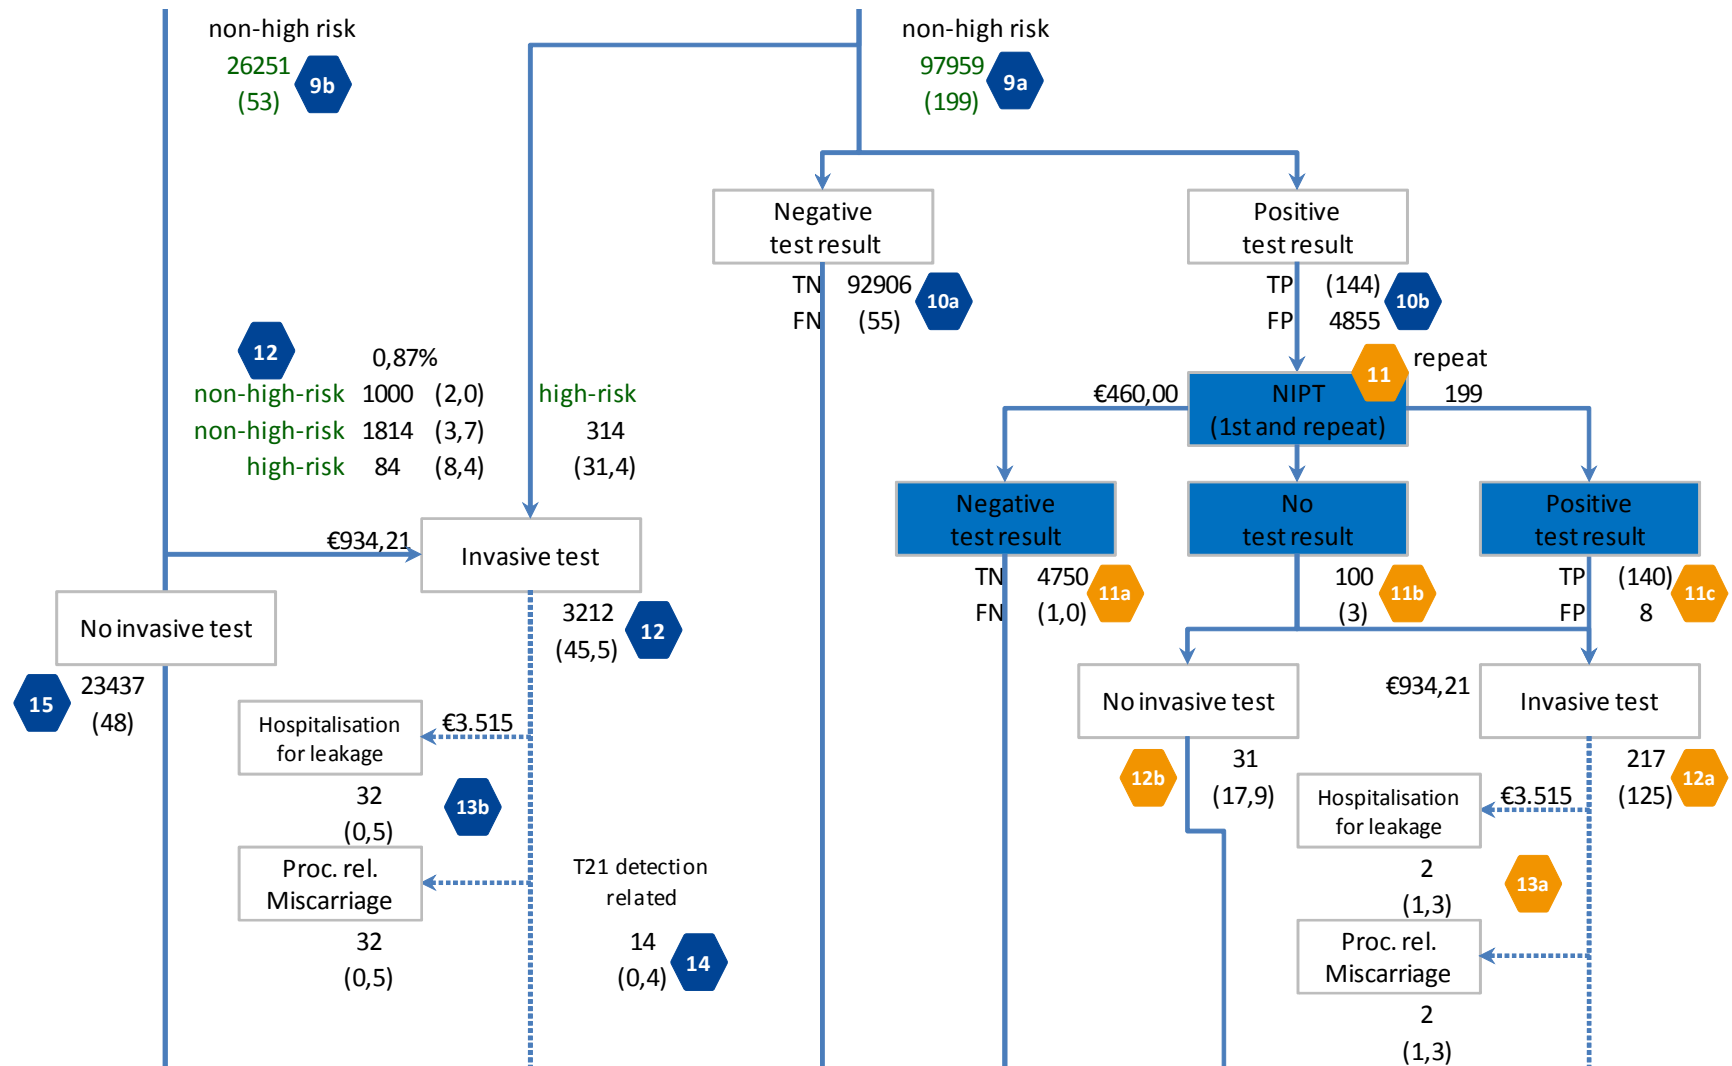 non-high risk
26251
(53)
9b
non-high risk
97959
(199)
9a
Negative
test result
TN 92906
FN (55)
10a
Positive
test result
TP (144)
FP 4855
10b
12
0,87%
non-high-risk 1000 (2,0)
non-high-risk 1814 (3,7)
high-risk 84 (8,4)
high-risk
314
(31,4)
€460,00
NIPT
(1st and repeat)
11
repeat
199
Negative
test result
TN 4750
FN (1,0)
11a
No
test result
100
(3)
11b
Positive
test result
TP (140)
FP 8
11c
€934,21
Invasive test
3212
(45,5)
12
No invasive test
15
23437
(48)
Hospitalisation
for leakage
€3.515
32
(0,5)
13b
Proc. rel.
Miscarriage
32
(0,5)
T21 detection
related
14
(0,4)
14
No invasive test
12b
31
(17,9)
€934,21
Invasive test
217
(125)
12a
Hospitalisation
for leakage
€3.515
2
(1,3)
13a
Proc. rel.
Miscarriage
2
(1,3)